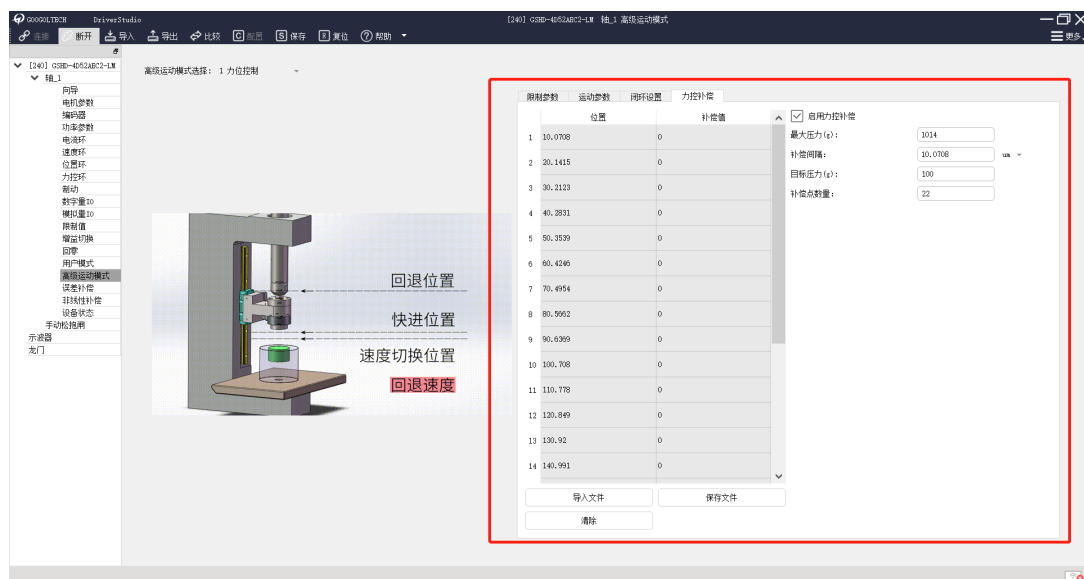 GOOGOLTECH DriverStudio [240] GSHD-4D52ABC2-LM 轴_1 高级运动模式
连接 断开 导入 导出 比较 C 配置 S 保存 R 复位 ? 帮助 更多
[240] GSHD-4D52ABC2-LM
轴_1
向导
电机参数
编码器
功率参数
电流环
速度环
位置环
力控环
制动
数字量IO
模拟量IO
限制值
增益切换
回零
用户模式
高级运动模式
误差补偿
非线性补偿
设备状态
手动松抱闸
示波器
龙门
高级运动模式选择: 1 力位控制
回退位置
快进位置
速度切换位置
回退速度
限制参数 运动参数 闭环设置 力控补偿
位置 补偿值
1 10.0708 0
2 20.1415 0
3 30.2123 0
4 40.2831 0
5 50.3539 0
6 60.4246 0
7 70.4954 0
8 80.5662 0
9 90.6369 0
10 100.708 0
11 110.778 0
12 120.849 0
13 130.92 0
14 140.991 0
导入文件 保存文件
清除
启用力控补偿
最大压力(g): 1014
补偿间隔: 10.0708 um
目标压力(g): 100
补偿点数量: 22